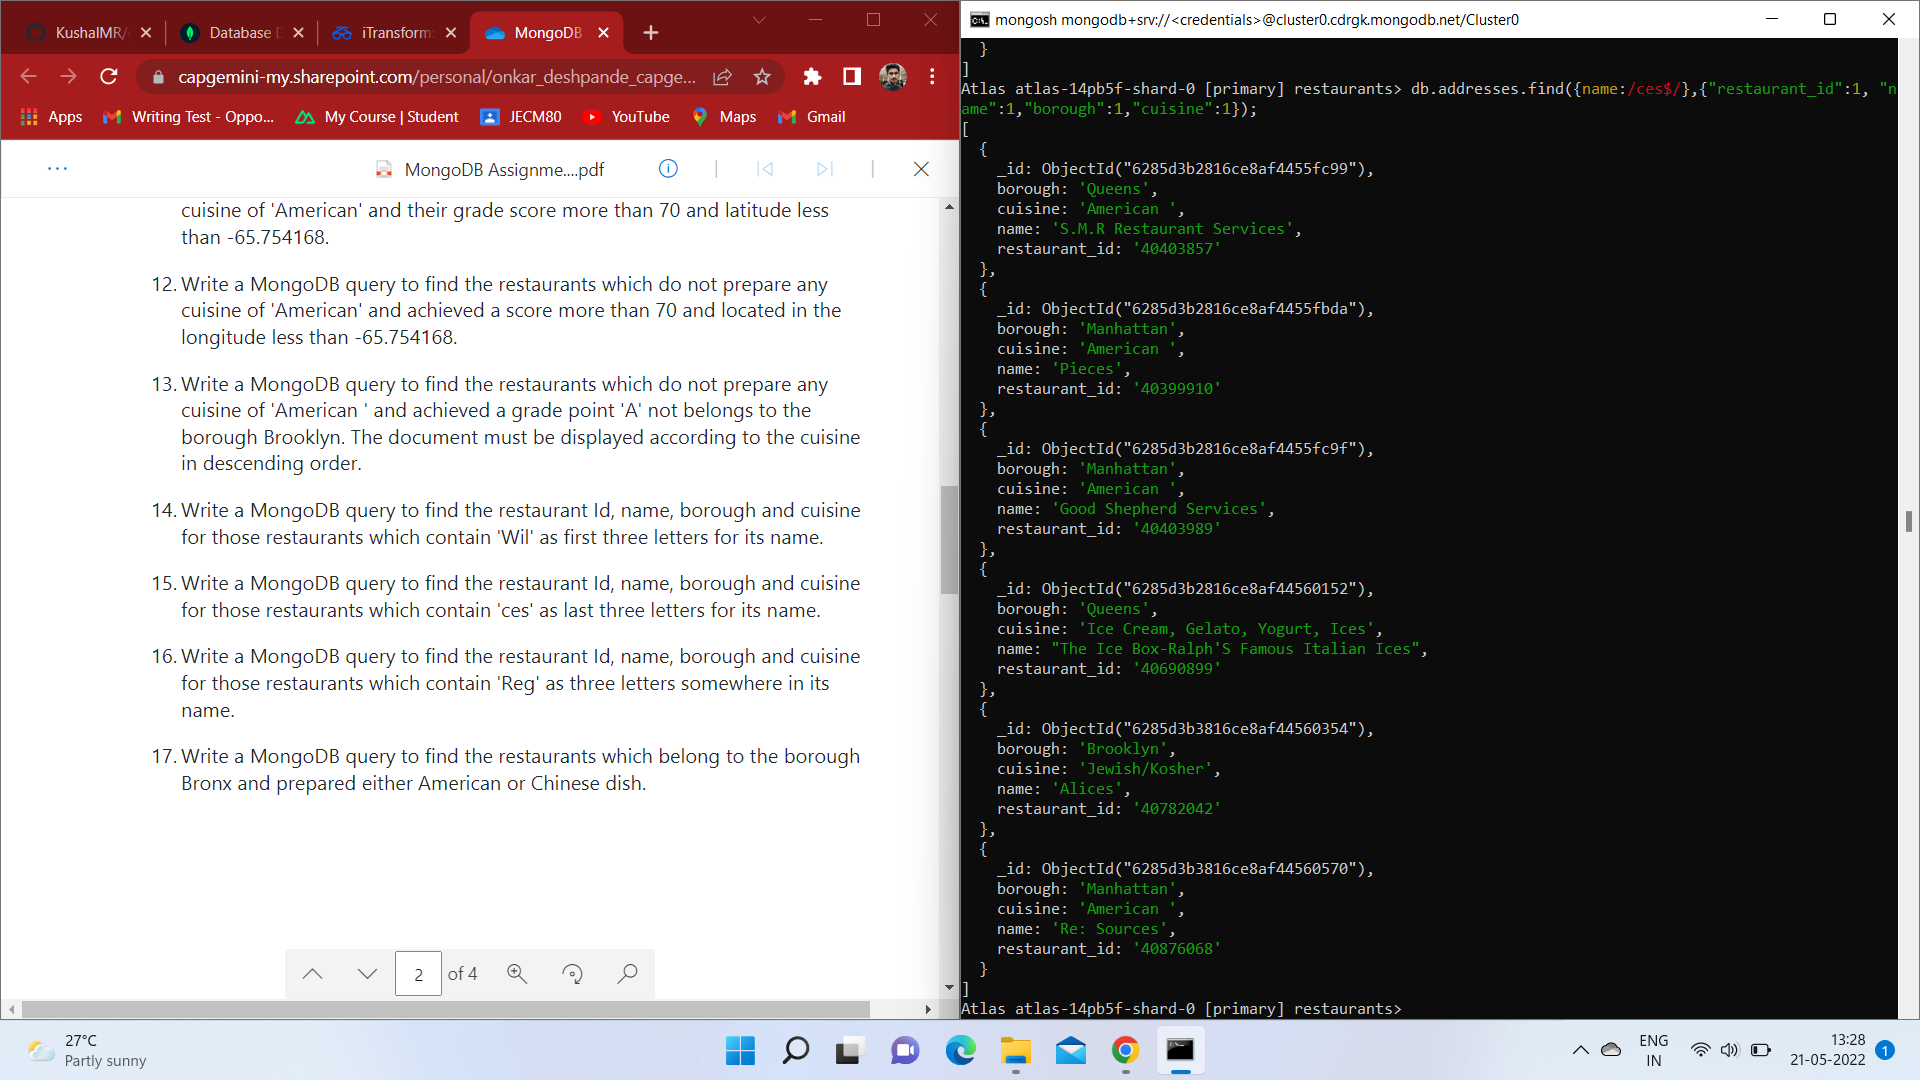 KushalMR/
Database D
iTransform
MongoDB
capgemini-my.sharepoint.com/personal/onkar_deshpande_capge...
Apps
Writing Test - Oppo...
My Course | Student
JECM80
YouTube
Maps
Gmail
MongoDB Assignme....pdf
cuisine of 'American' and their grade score more than 70 and latitude less
than -65.754168.
12. Write a MongoDB query to find the restaurants which do not prepare any
cuisine of 'American' and achieved a score more than 70 and located in the
longitude less than -65.754168.
13. Write a MongoDB query to find the restaurants which do not prepare any
cuisine of 'American ' and achieved a grade point 'A' not belongs to the
borough Brooklyn. The document must be displayed according to the cuisine
in descending order.
14. Write a MongoDB query to find the restaurant Id, name, borough and cuisine
for those restaurants which contain 'Wil' as first three letters for its name.
15. Write a MongoDB query to find the restaurant Id, name, borough and cuisine
for those restaurants which contain 'ces' as last three letters for its name.
16. Write a MongoDB query to find the restaurant Id, name, borough and cuisine
for those restaurants which contain 'Reg' as three letters somewhere in its
name.
17. Write a MongoDB query to find the restaurants which belong to the borough
Bronx and prepared either American or Chinese dish.
2 of 4
mongosh mongodb+srv://<credentials>@cluster0.cdrgk.mongodb.net/Cluster0
}
]
Atlas atlas-14pb5f-shard-0 [primary] restaurants> db.addresses.find({name:/ces$/},{"restaurant_id":1, "n
ame":1,"borough":1,"cuisine":1});
[
{
_id: ObjectId("6285d3b2816ce8af4455fc99"),
borough: 'Queens',
cuisine: 'American ',
name: 'S.M.R Restaurant Services',
restaurant_id: '40403857'
},
{
_id: ObjectId("6285d3b2816ce8af4455fbda"),
borough: 'Manhattan',
cuisine: 'American ',
name: 'Pieces',
restaurant_id: '40399910'
},
{
_id: ObjectId("6285d3b2816ce8af4455fc9f"),
borough: 'Manhattan',
cuisine: 'American ',
name: 'Good Shepherd Services',
restaurant_id: '40403989'
},
{
_id: ObjectId("6285d3b2816ce8af44560152"),
borough: 'Queens',
cuisine: 'Ice Cream, Gelato, Yogurt, Ices',
name: "The Ice Box-Ralph'S Famous Italian Ices",
restaurant_id: '40690899'
},
{
_id: ObjectId("6285d3b3816ce8af44560354"),
borough: 'Brooklyn',
cuisine: 'Jewish/Kosher',
name: 'Alices',
restaurant_id: '40782042'
},
{
_id: ObjectId("6285d3b3816ce8af44560570"),
borough: 'Manhattan',
cuisine: 'American ',
name: 'Re: Sources',
restaurant_id: '40876068'
}
]
Atlas atlas-14pb5f-shard-0 [primary] restaurants>
27°C
Partly sunny
ENG
IN
13:28
21-05-2022
1